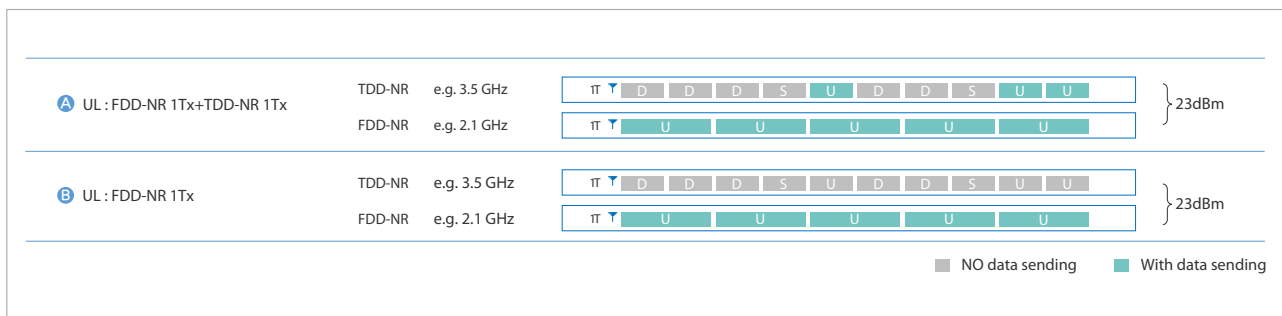 A UL : FDD-NR 1Tx+TDD-NR 1Tx
TDD-NR e.g. 3.5 GHz 1T D D D S U D D S U U
FDD-NR e.g. 2.1 GHz 1T U U U U U
23dBm
B UL : FDD-NR 1Tx
TDD-NR e.g. 3.5 GHz 1T D D D S U D D S U U
FDD-NR e.g. 2.1 GHz 1T U U U U U
23dBm
NO data sending With data sending